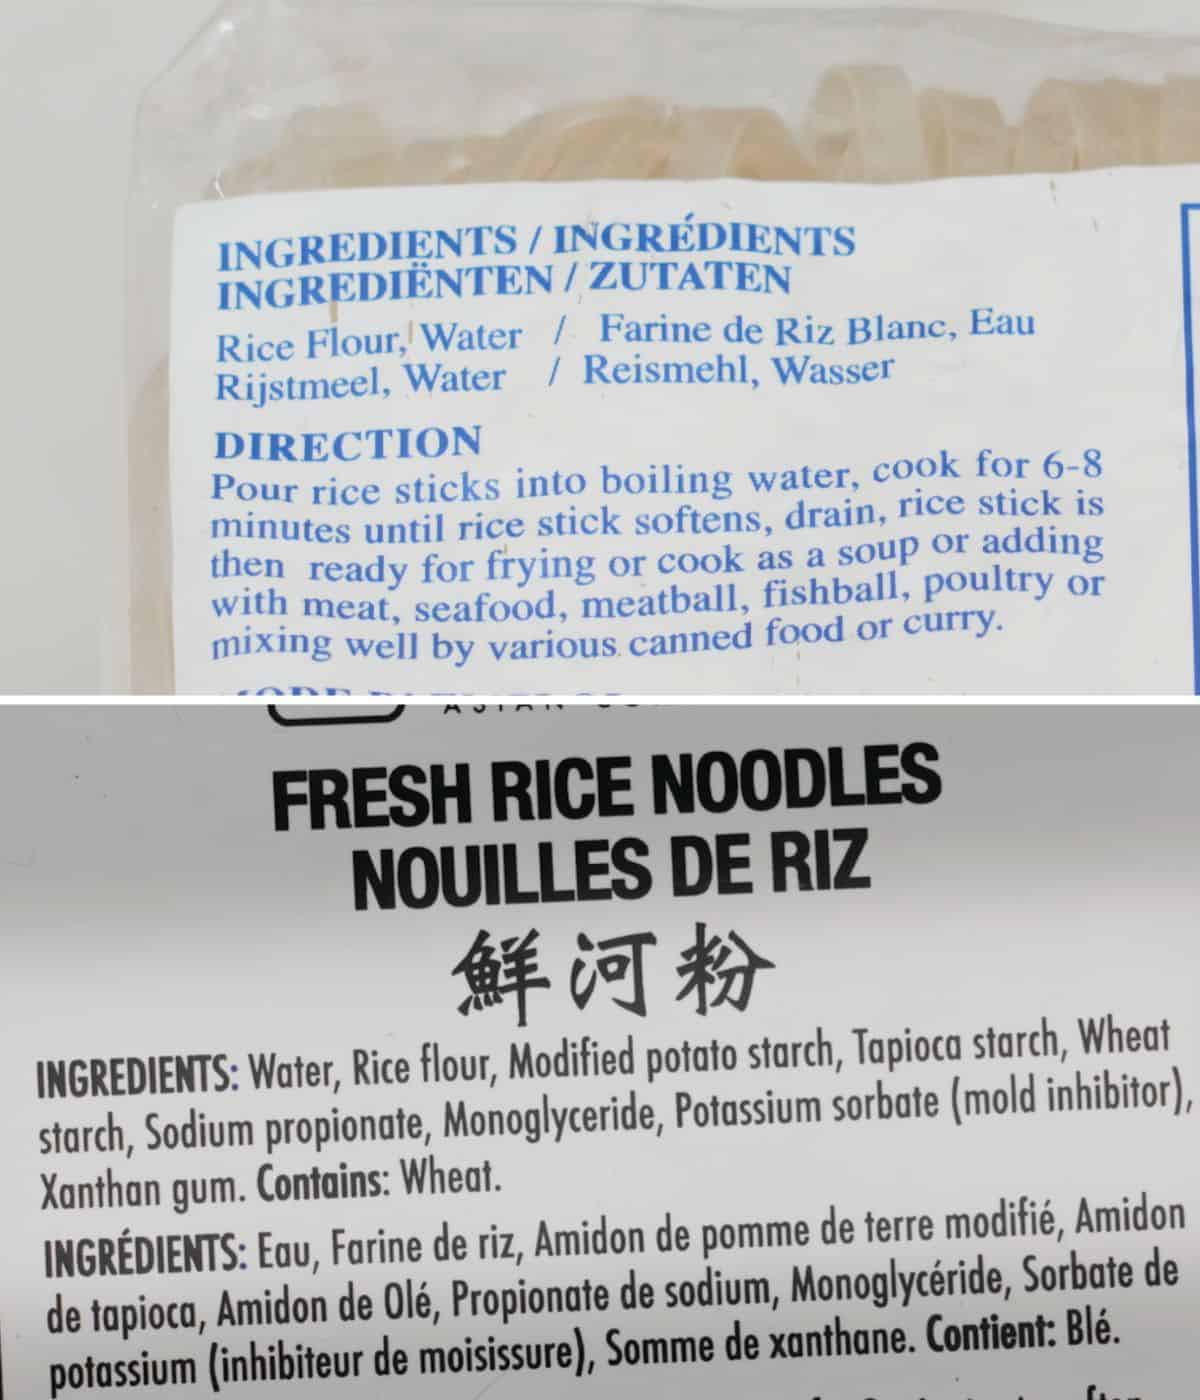 INGREDIENTS / INGRÉDIENTS
INGREDIËNTEN / ZUTATEN
Rice Flour, Water / Farine de Riz Blanc, Eau
Rijstmeel, Water / Reismehl, Wasser
DIRECTION
Pour rice sticks into boiling water, cook for 6-8
minutes until rice stick softens, drain, rice stick is
then ready for frying or cook as a soup or adding
with meat, seafood, meatball, fishball, poultry or
mixing well by various canned food or curry.
FRESH RICE NOODLES
NOUILLES DE RIZ
鮮河粉
INGREDIENTS: Water, Rice flour, Modified potato starch, Tapioca starch, Wheat
starch, Sodium propionate, Monoglyceride, Potassium sorbate (mold inhibitor),
Xanthan gum. Contains: Wheat.
INGRÉDIENTS: Eau, Farine de riz, Amidon de pomme de terre modifié, Amidon
de tapioca, Amidon de Olé, Propionate de sodium, Monoglycéride, Sorbate de
potassium (inhibiteur de moisissure), Somme de xanthane. Contient: Blé.